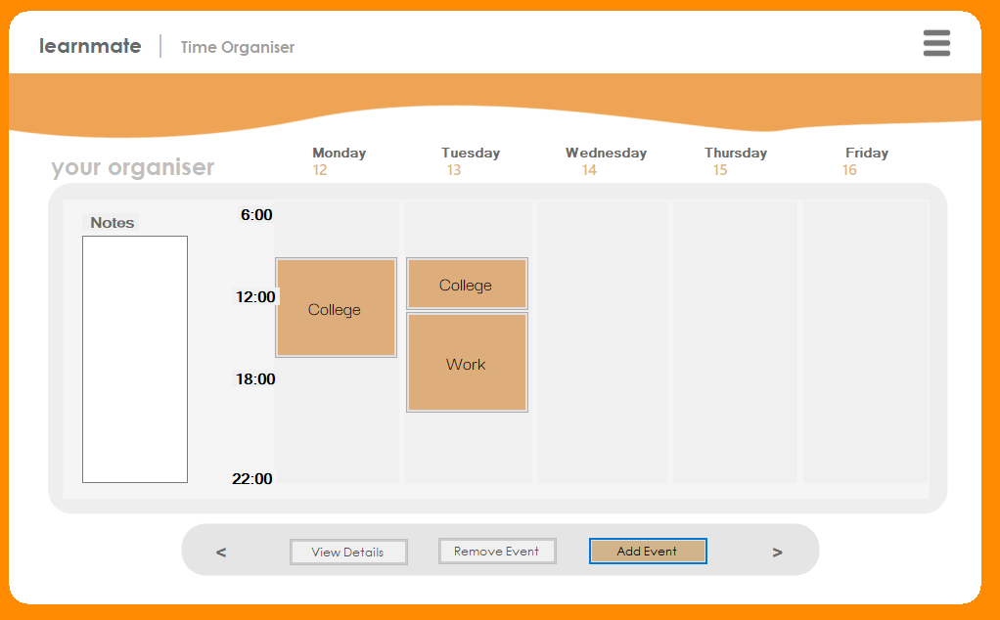 learnmate | Time Organiser
your organiser
Monday Tuesday Wednesday Thursday Friday
12 13 14 15 16
Notes
6:00
12:00
18:00
22:00
College
College
Work
< View Details Remove Event Add Event >